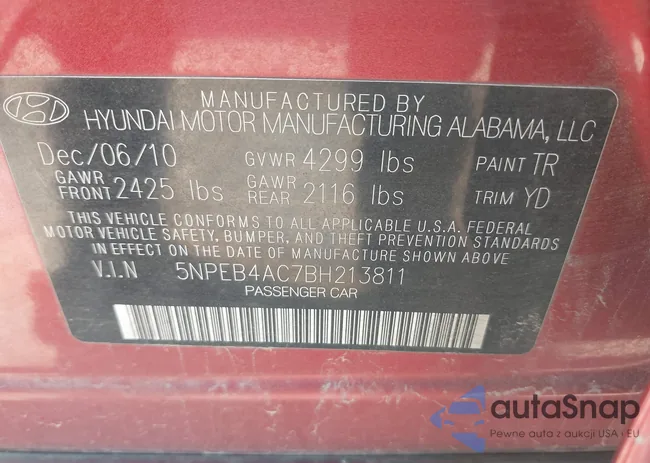 MANUFACTURED BY
HYUNDAI MOTOR MANUFACTURING ALABAMA, LLC
Dec/06/10 GVWR 4299 lbs PAINT TR
GAWR FRONT 2425 lbs GAWR REAR 2116 lbs TRIM YD
THIS VEHICLE CONFORMS TO ALL APPLICABLE U.S.A. FEDERAL
MOTOR VEHICLE SAFETY, BUMPER, AND THEFT PREVENTION STANDARDS
IN EFFECT ON THE DATE OF MANUFACTURE SHOWN ABOVE
V.I.N 5NPEB4AC7BH213811
PASSENGER CAR
autaSnap
Pewne auta z aukcji USA i EU